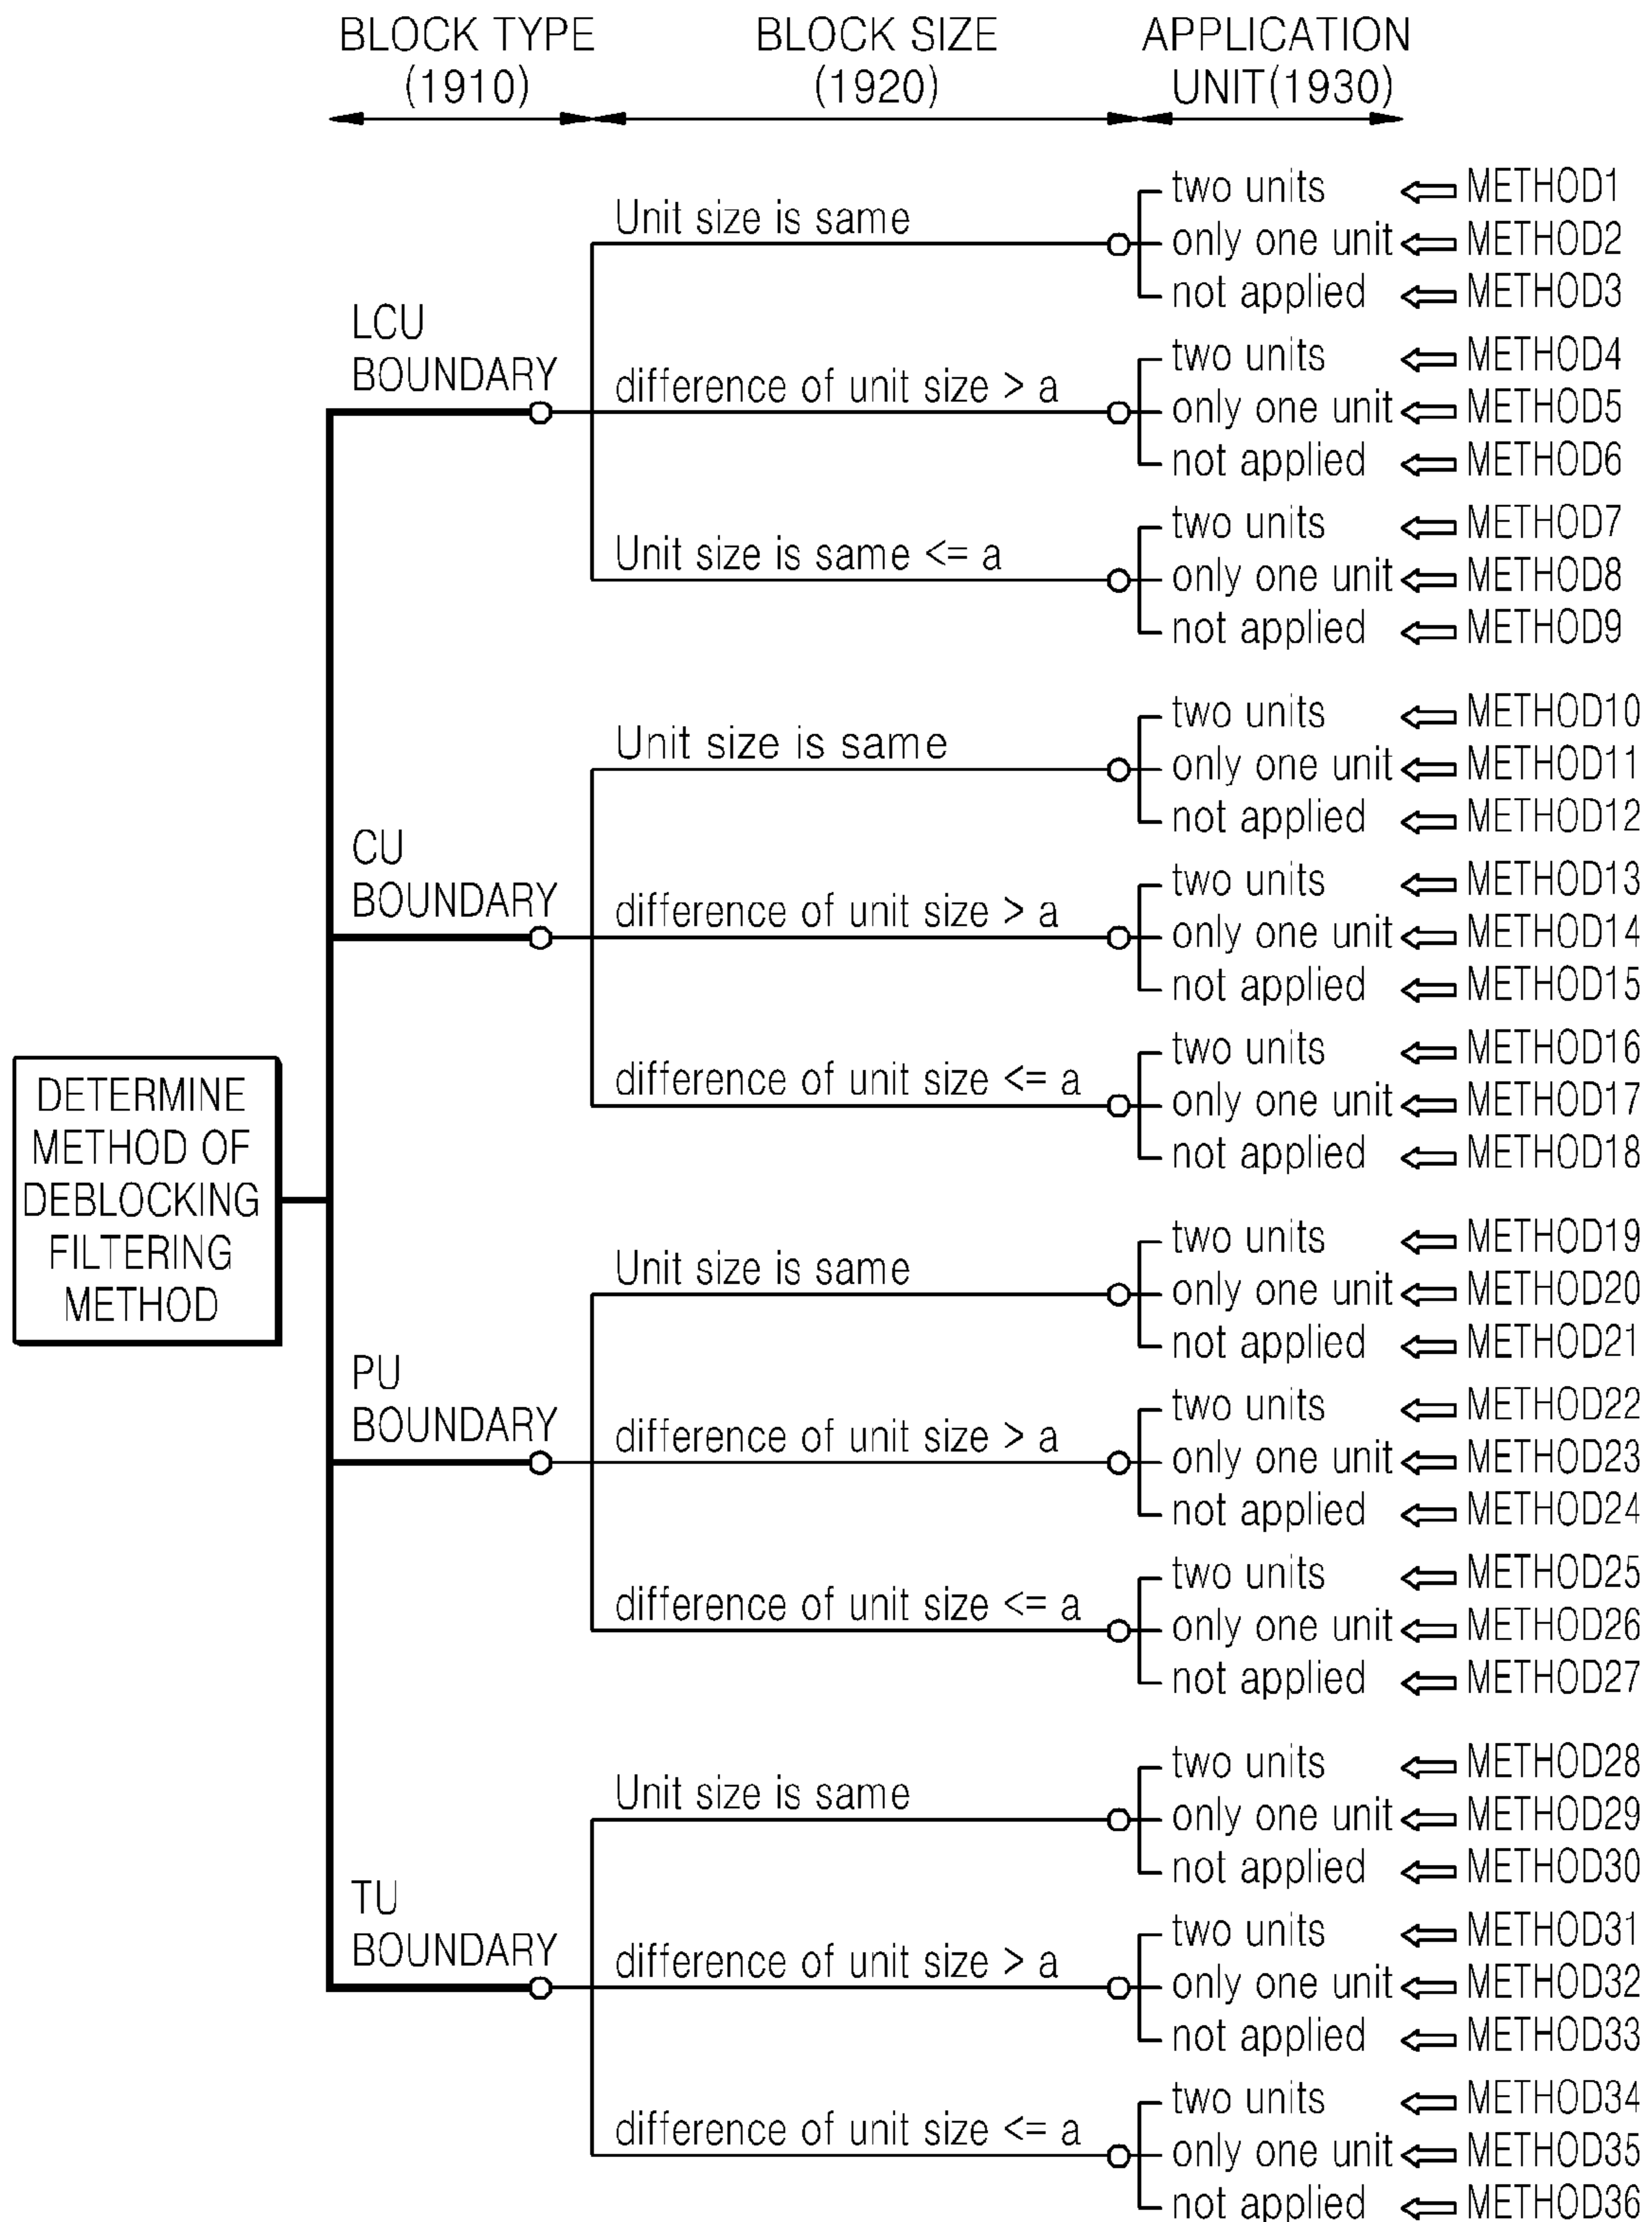 BLOCK TYPE
(1910)
BLOCK SIZE
(1920)
APPLICATION
UNIT(1930)
DETERMINE
METHOD OF
DEBLOCKING
FILTERING
METHOD
LCU
BOUNDARY
Unit size is same
two units METHOD1
only one unit METHOD2
not applied METHOD3
difference of unit size > a
two units METHOD4
only one unit METHOD5
not applied METHOD6
Unit size is same <= a
two units METHOD7
only one unit METHOD8
not applied METHOD9
CU
BOUNDARY
Unit size is same
two units METHOD10
only one unit METHOD11
not applied METHOD12
difference of unit size > a
two units METHOD13
only one unit METHOD14
not applied METHOD15
difference of unit size <= a
two units METHOD16
only one unit METHOD17
not applied METHOD18
PU
BOUNDARY
Unit size is same
two units METHOD19
only one unit METHOD20
not applied METHOD21
difference of unit size > a
two units METHOD22
only one unit METHOD23
not applied METHOD24
difference of unit size <= a
two units METHOD25
only one unit METHOD26
not applied METHOD27
TU
BOUNDARY
Unit size is same
two units METHOD28
only one unit METHOD29
not applied METHOD30
difference of unit size > a
two units METHOD31
only one unit METHOD32
not applied METHOD33
difference of unit size <= a
two units METHOD34
only one unit METHOD35
not applied METHOD36